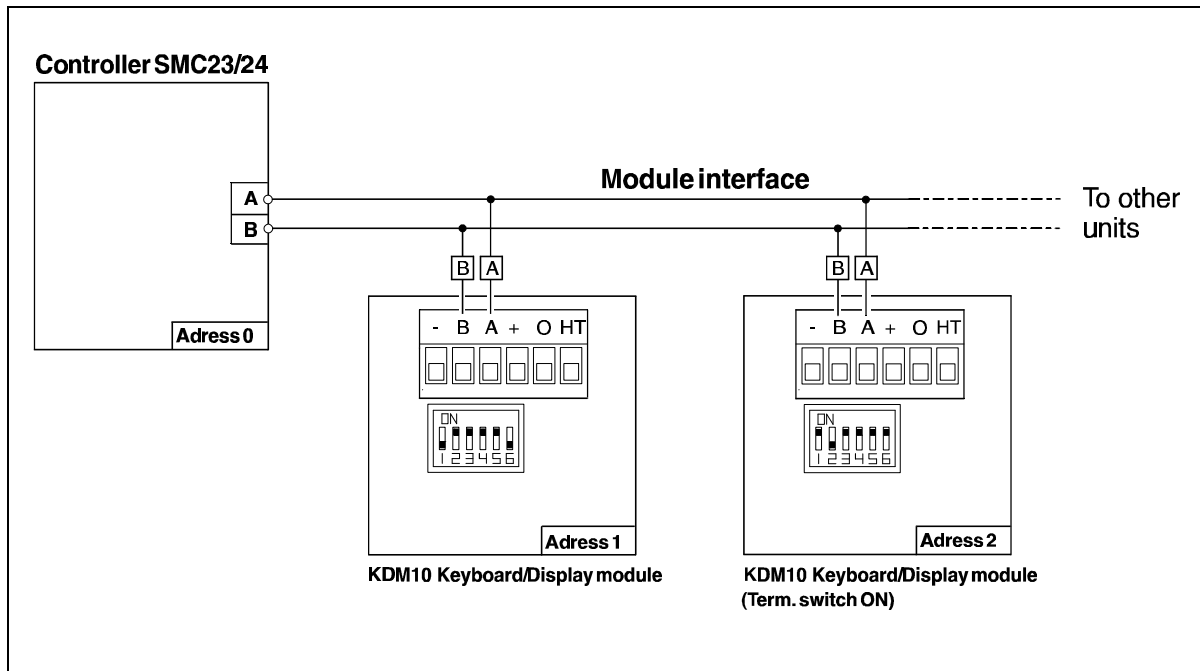 Controller SMC23/24
A
B
Adress 0
Module interface
To other
units
B A
- B A + O HT
ON
1 2 3 4 5 6
Adress 1
KDM10 Keyboard/Display module
B A
- B A + O HT
ON
1 2 3 4 5 6
Adress 2
KDM10 Keyboard/Display module
(Term. switch ON)